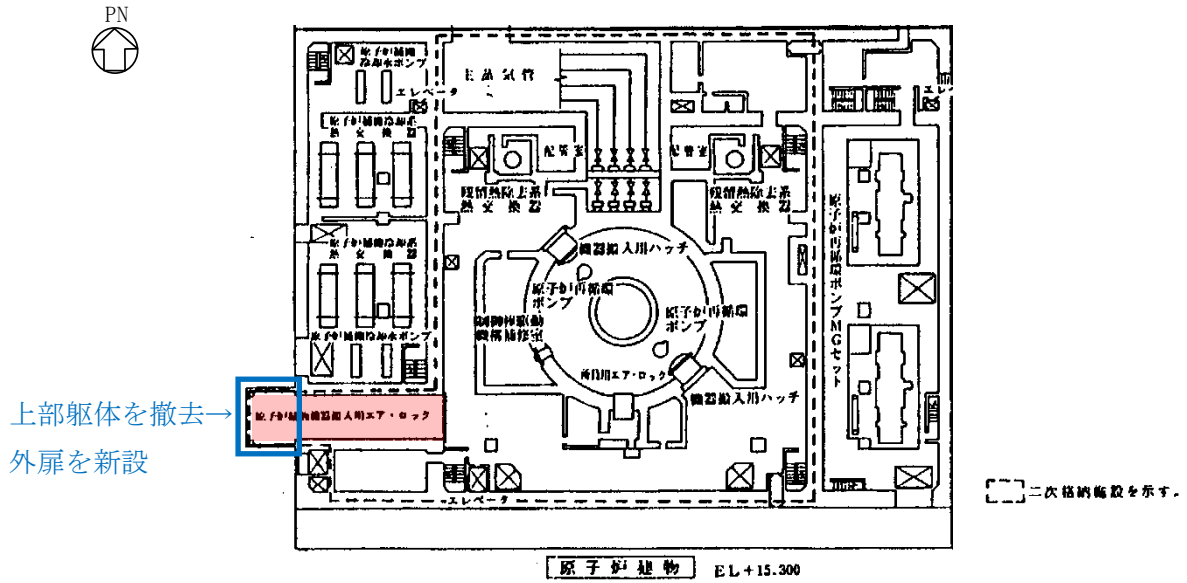 PN
原子炉補機
冷却水ポンプ
エレベータ
主蒸気管
エレベ
原子炉補機冷却系
熱交換器
配管室
配管室
残留熱除去系
熱交換器
残留熱除去系
熱交換器
原子炉再循環ポンプMGセット
原子炉補機冷却系
熱交換器
機器搬入用ハッチ
原子炉再循環
ポンプ
原子炉再循環
ポンプ
制御棒駆動
機構補修室
原子炉補機冷却水ポンプ
所員用エア・ロック
機器搬入用ハッチ
上部躯体を撤去→
外扉を新設
原子炉建物機器搬入用エア・ロック
エレベータ
二次格納施設を示す。
原子炉建物 EL+15.300